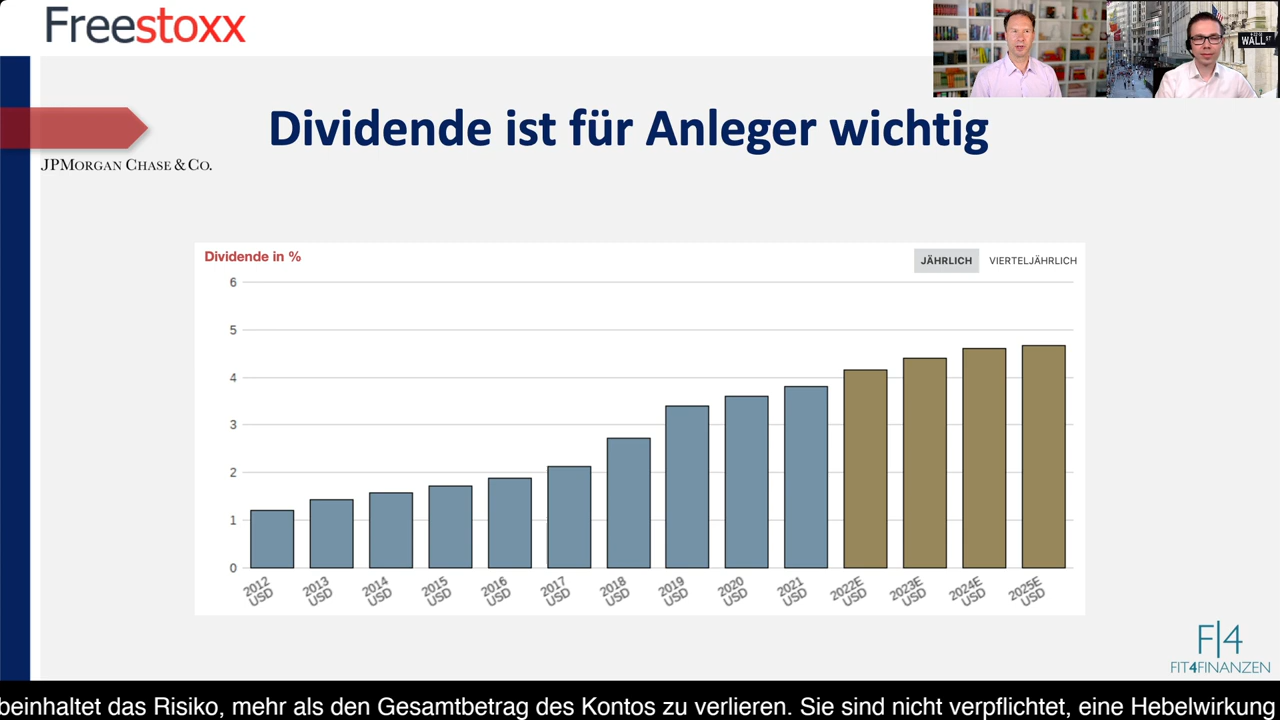 Freestoxx
WALL ST
Dividende ist für Anleger wichtig
JPMORGAN CHASE & CO.
Dividende in %
JÄHRLICH VIERTELJÄHRLICH
6
5
4
3
2
1
0
2012 USD
2013 USD
2014 USD
2015 USD
2016 USD
2017 USD
2018 USD
2019 USD
2020 USD
2021 USD
2022E USD
2023E USD
2024E USD
2025E USD
F|4
FIT4FINANZEN
beinhaltet das Risiko, mehr als den Gesamtbetrag des Kontos zu verlieren. Sie sind nicht verpflichtet, eine Hebelwirkung